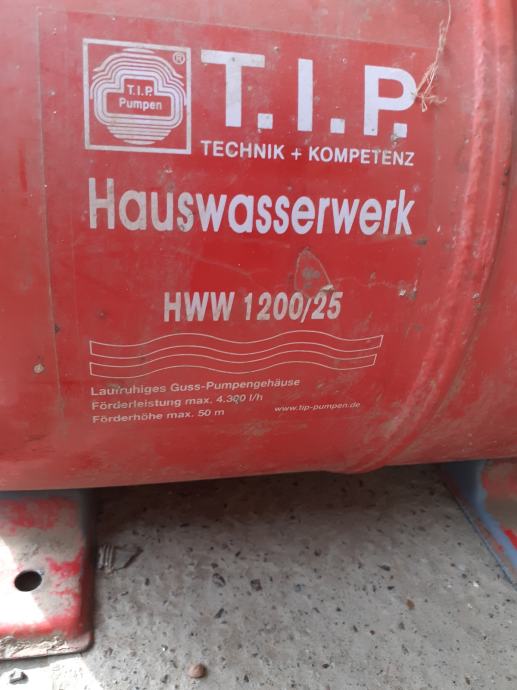 T.I.P.
Pumpen
®
T.I.P.
TECHNIK + KOMPETENZ
Hauswasserwerk
HWW 1200/25
Laufruhiges Guss-Pumpengehäuse
Förderleistung max. 4.300 l/h
Förderhöhe max. 50 m
www.tip-pumpen.de